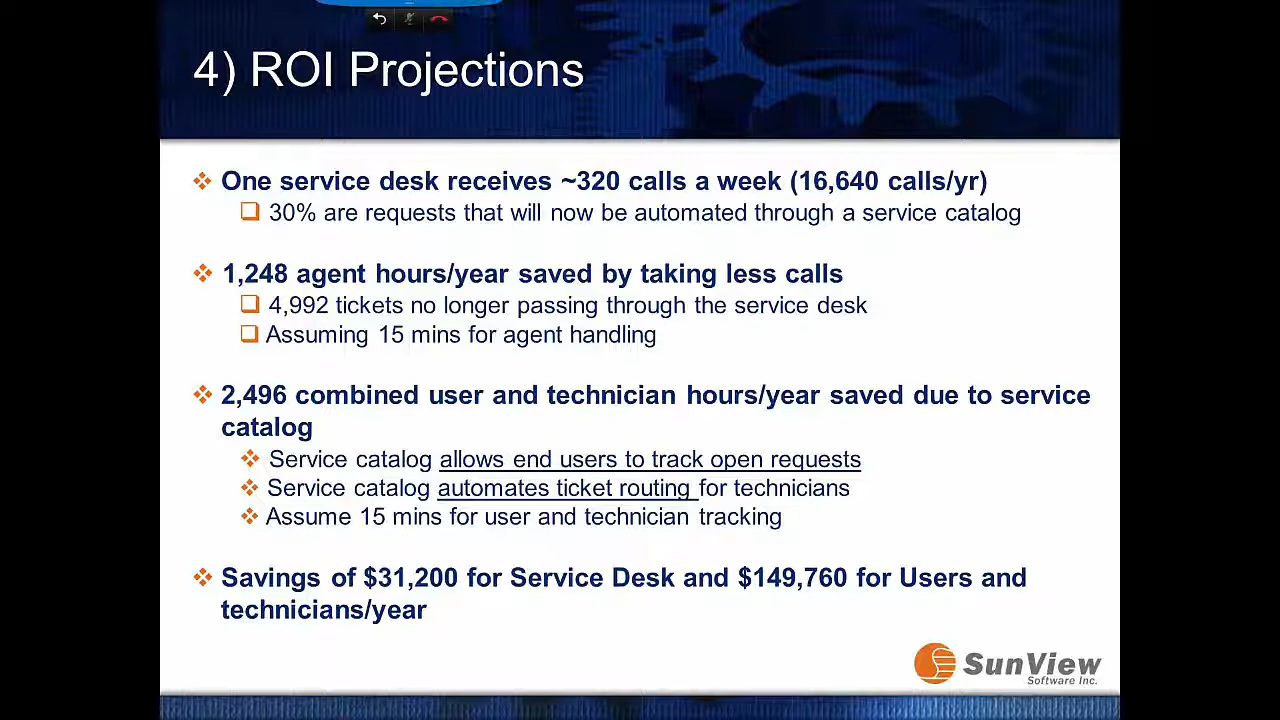 4) ROI Projections
One service desk receives ~320 calls a week (16,640 calls/yr)
30% are requests that will now be automated through a service catalog
1,248 agent hours/year saved by taking less calls
4,992 tickets no longer passing through the service desk
Assuming 15 mins for agent handling
2,496 combined user and technician hours/year saved due to service
catalog
Service catalog allows end users to track open requests
Service catalog automates ticket routing for technicians
Assume 15 mins for user and technician tracking
Savings of $31,200 for Service Desk and $149,760 for Users and
technicians/year
SunView
Software Inc.